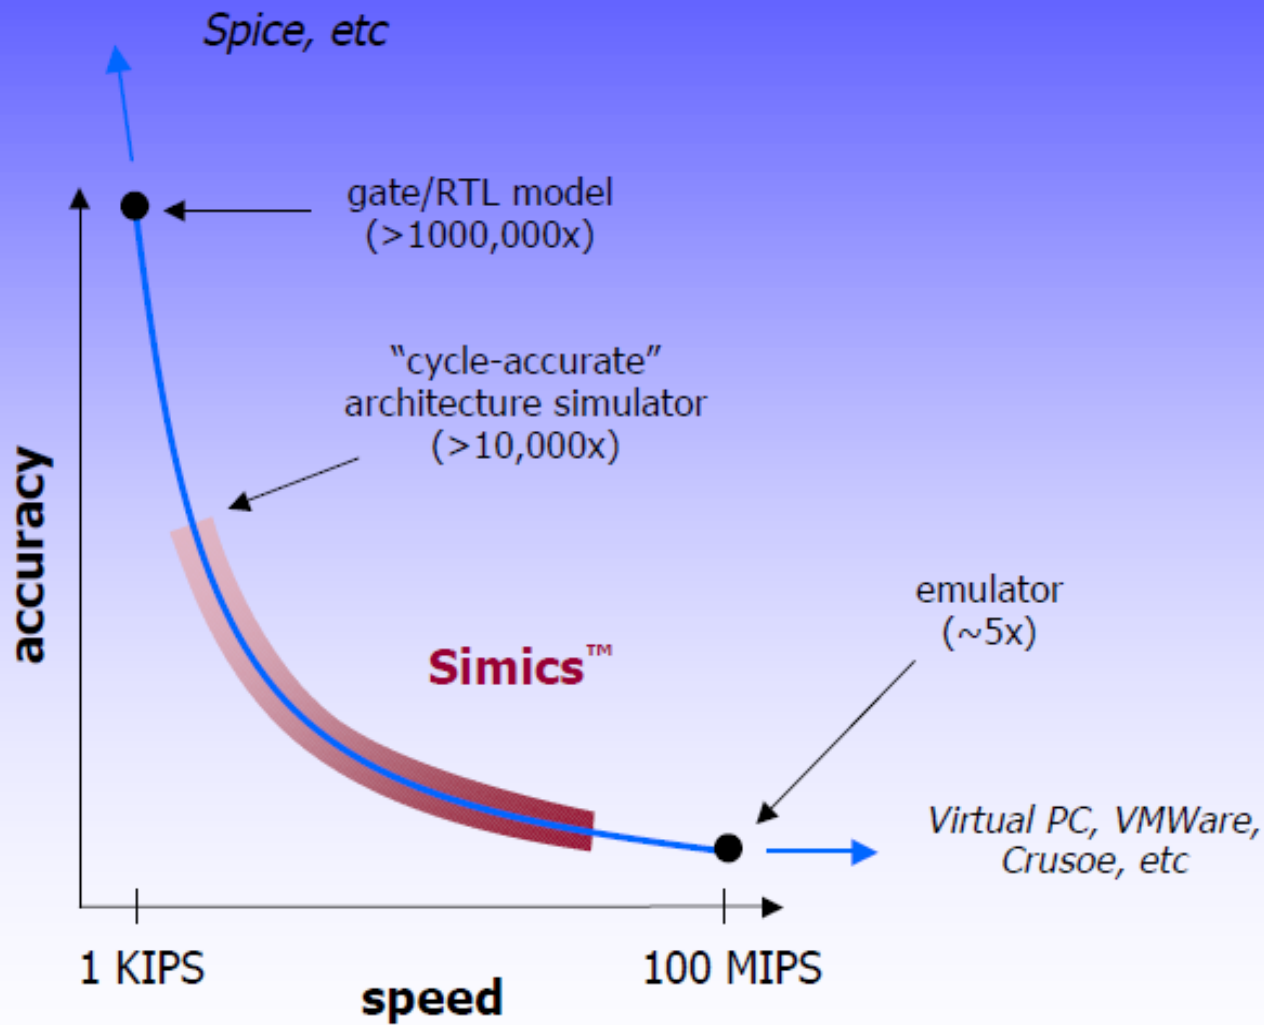 Spice, etc
gate/RTL model
(>1000,000x)
“cycle-accurate”
architecture simulator
(>10,000x)
accuracy
emulator
(~5x)
Simics™
Virtual PC, VMWare,
Crusoe, etc
1 KIPS
100 MIPS
speed